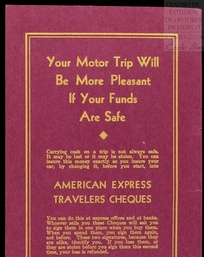 Your Motor Trip Will
Be More Pleasant
If Your Funds
Are Safe
Carrying cash on a trip is not always safe.
It may be lost or it may be stolen. You can
insure this money exactly as you insure your
car, by changing it, before you start, into
AMERICAN EXPRESS
TRAVELERS CHEQUES
You can do this at express offices and at banks.
Whoever sells you these Cheques will ask you
to sign them in one place when you buy them.
When you spend them, you sign them again,
not before. These two signatures, because they
are alike, identify you. If you lose them, or
they are stolen before you sign them this second
time, your loss is refunded.